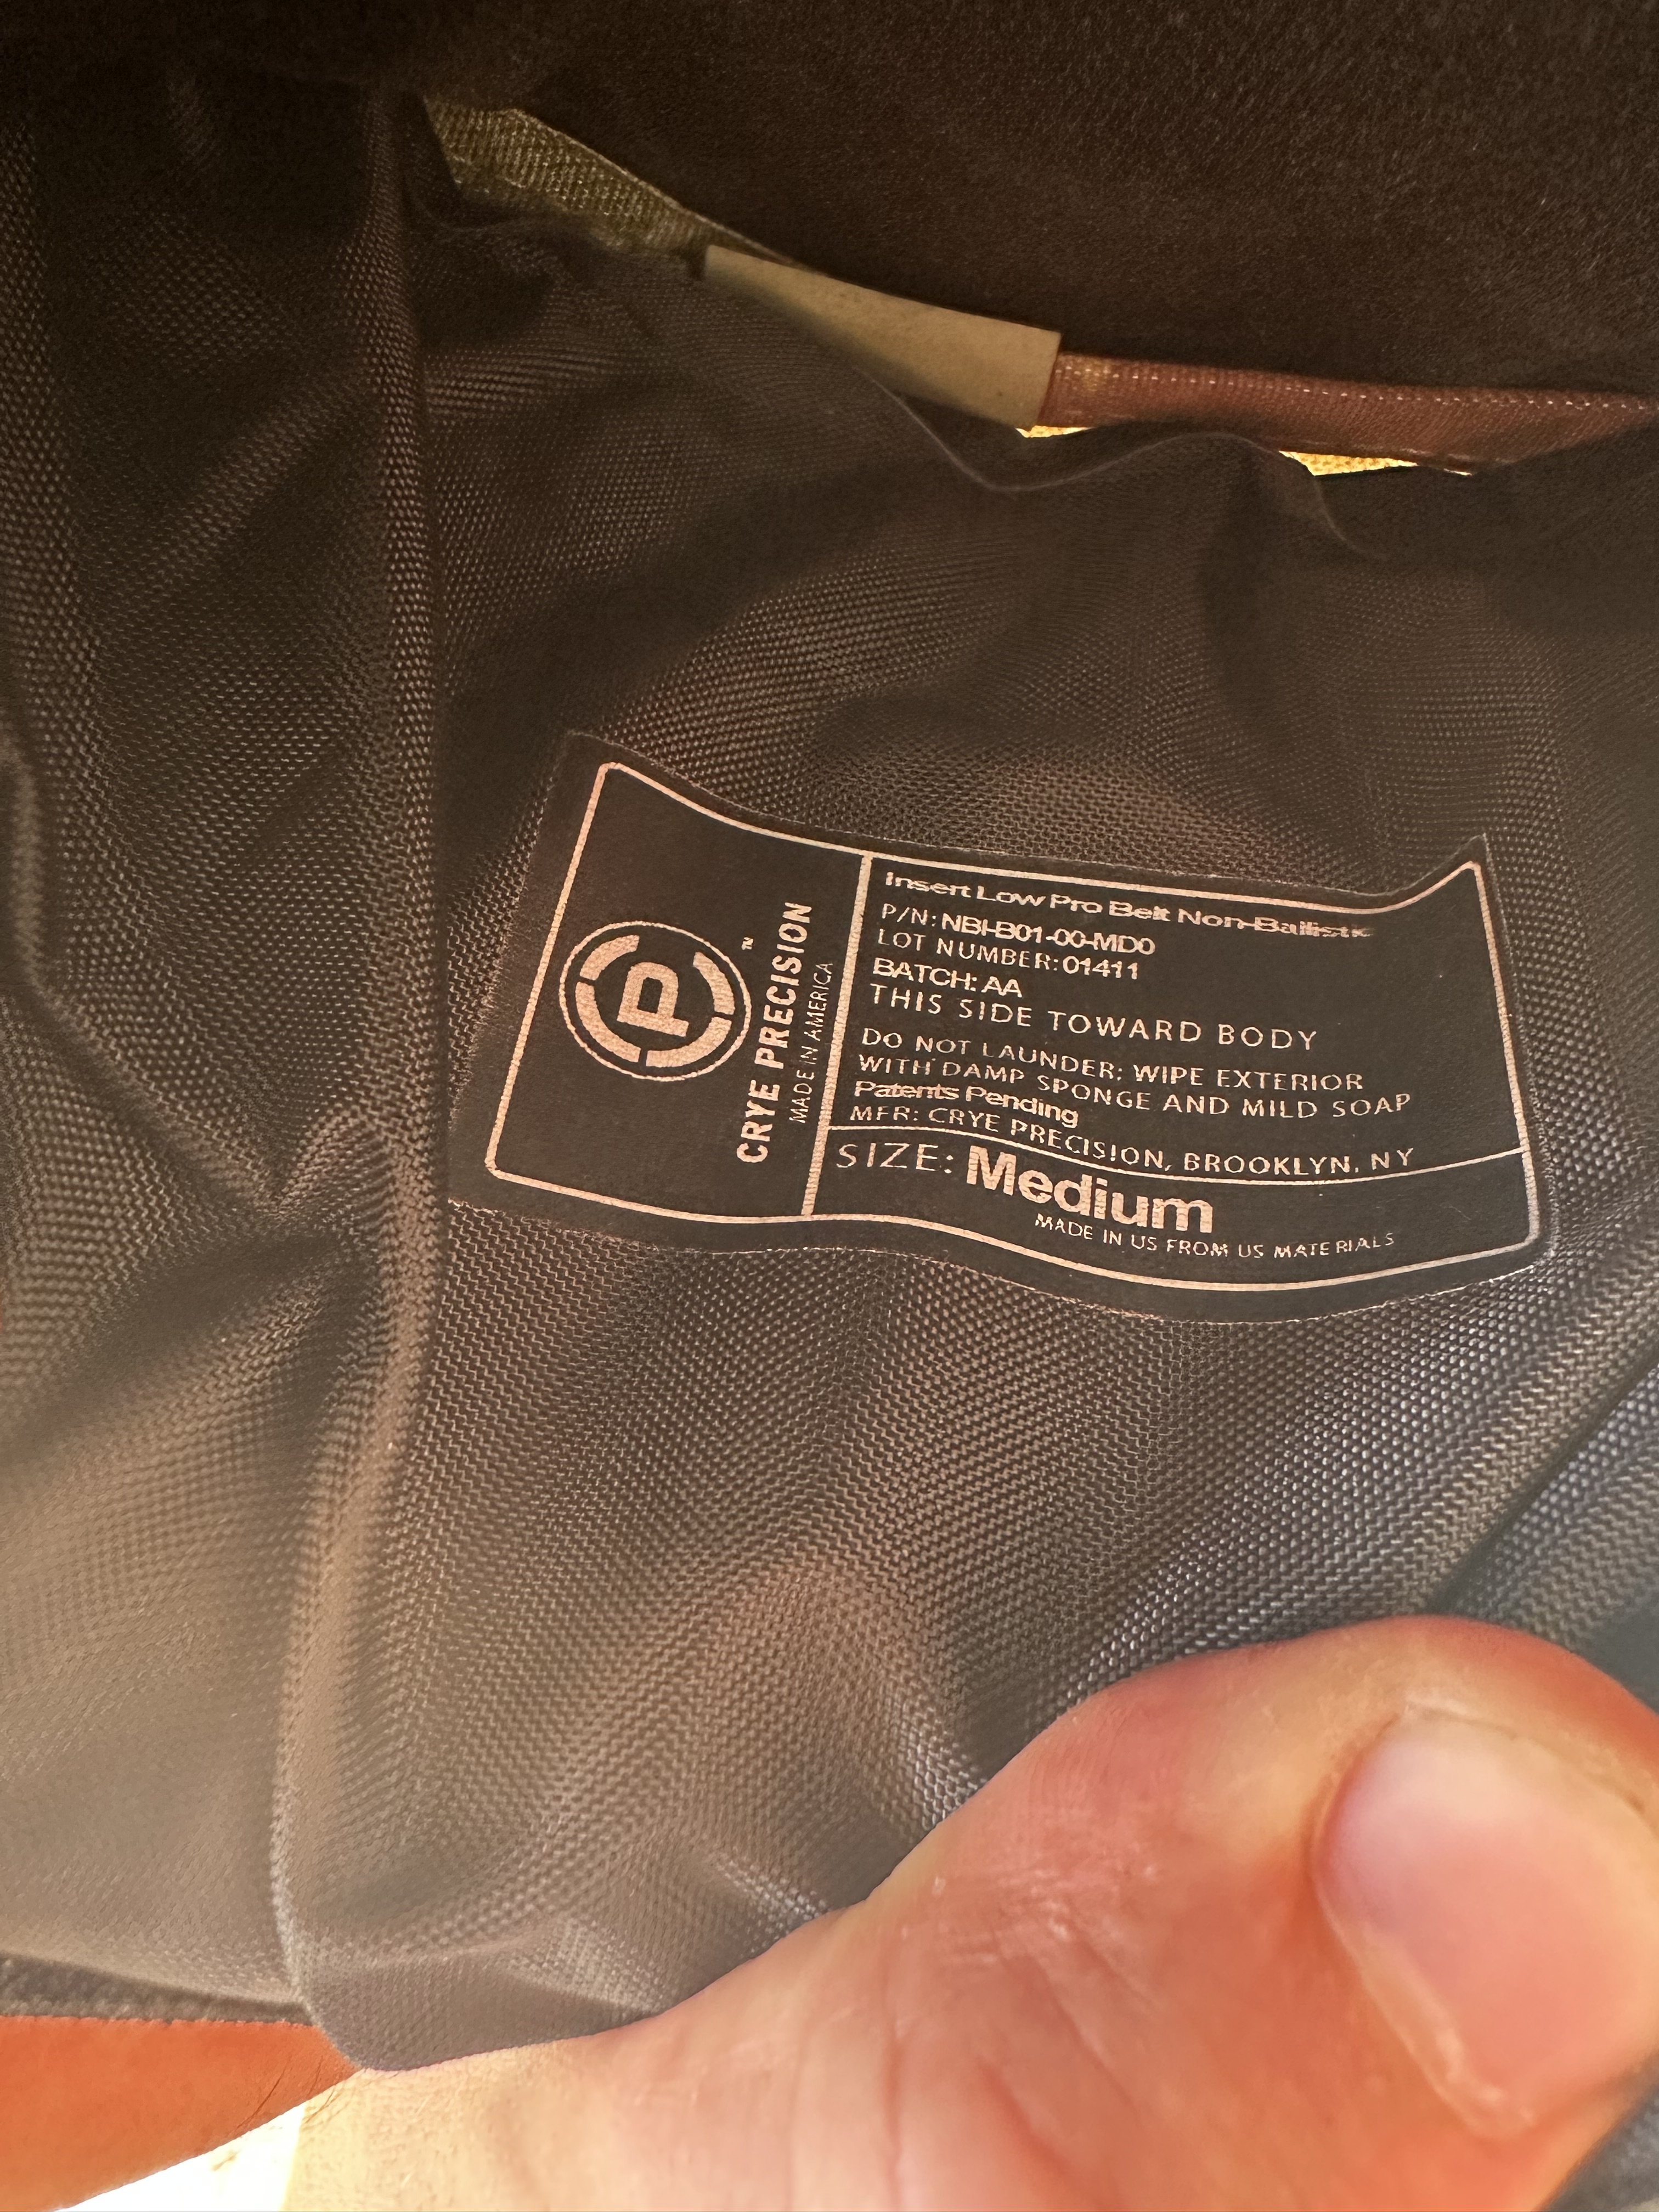 P
TM
CRYE PRECISION
MADE IN AMERICA
Insert Low Pro Belt Non-Ballistic
P/N: NBI-B01-00-MD0
LOT NUMBER: 01411
BATCH: AA
THIS SIDE TOWARD BODY
DO NOT LAUNDER: WIPE EXTERIOR
WITH DAMP SPONGE AND MILD SOAP
Patents Pending
MFR: CRYE PRECISION, BROOKLYN, NY
SIZE: Medium
MADE IN US FROM US MATERIALS